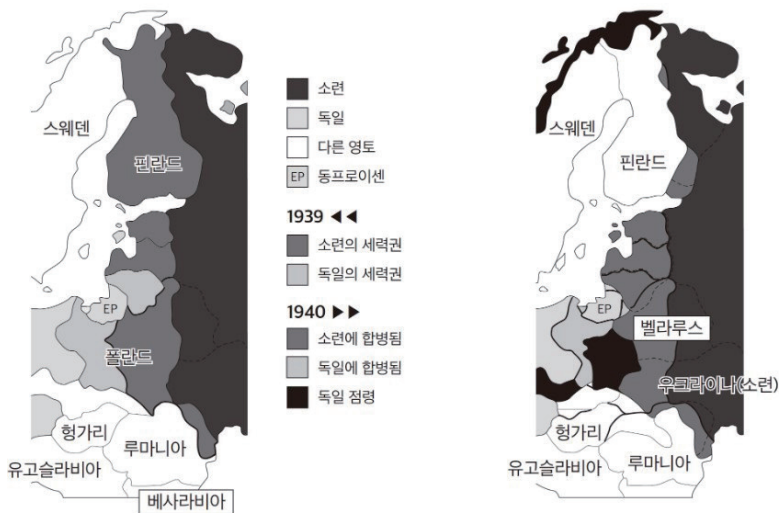 스웨덴
핀란드
EP
폴란드
헝가리
루마니아
유고슬라비아
베사라비아
소련
독일
다른 영토
EP 동프로이센
1939 ◀◀
소련의 세력권
독일의 세력권
1940 ▶▶
소련에 합병됨
독일에 합병됨
독일 점령
스웨덴
핀란드
EP
벨라루스
우크라이나(소련)
헝가리
루마니아
유고슬라비아